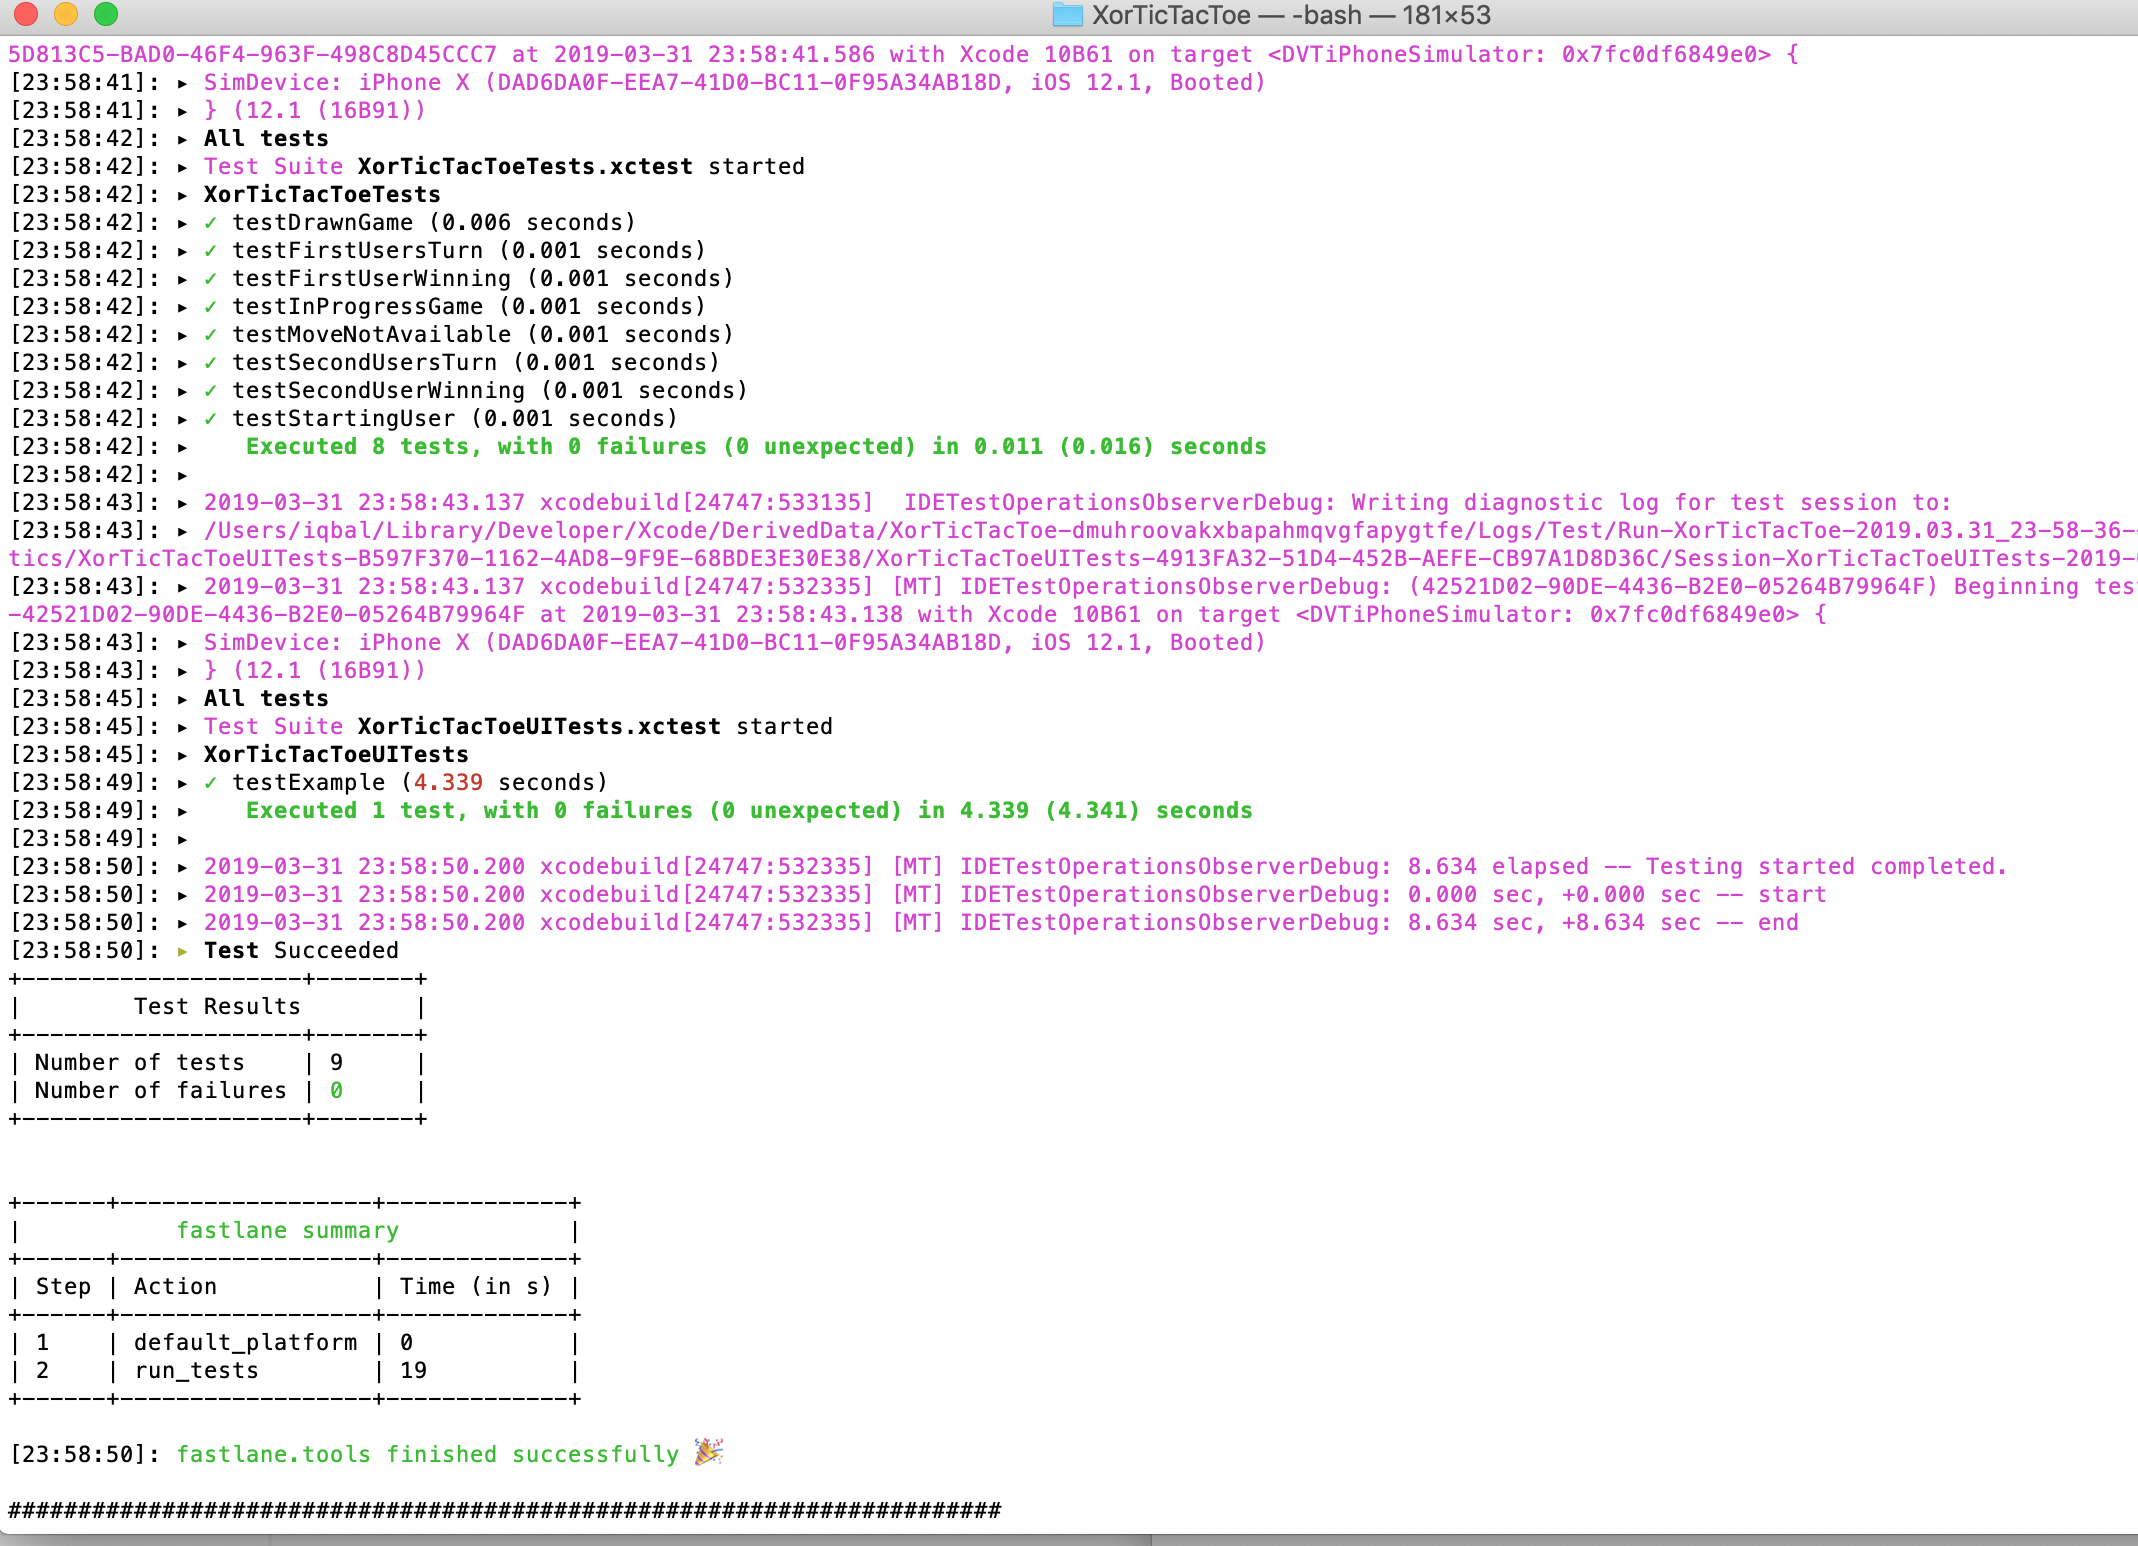 XorTicTacToe — -bash — 181×53
5D813C5-BAD0-46F4-963F-498C8D45CCC7 at 2019-03-31 23:58:41.586 with Xcode 10B61 on target <DVTiPhoneSimulator: 0x7fc0df6849e0> {
[23:58:41]: ▸ SimDevice: iPhone X (DAD6DA0F-EEA7-41D0-BC11-0F95A34AB18D, iOS 12.1, Booted)
[23:58:41]: ▸ } (12.1 (16B91))
[23:58:42]: ▸ All tests
[23:58:42]: ▸ Test Suite XorTicTacToeTests.xctest started
[23:58:42]: ▸ XorTicTacToeTests
[23:58:42]: ▸ ✓ testDrawnGame (0.006 seconds)
[23:58:42]: ▸ ✓ testFirstUsersTurn (0.001 seconds)
[23:58:42]: ▸ ✓ testFirstUserWinning (0.001 seconds)
[23:58:42]: ▸ ✓ testInProgressGame (0.001 seconds)
[23:58:42]: ▸ ✓ testMoveNotAvailable (0.001 seconds)
[23:58:42]: ▸ ✓ testSecondUsersTurn (0.001 seconds)
[23:58:42]: ▸ ✓ testSecondUserWinning (0.001 seconds)
[23:58:42]: ▸ ✓ testStartingUser (0.001 seconds)
[23:58:42]: ▸    Executed 8 tests, with 0 failures (0 unexpected) in 0.011 (0.016) seconds
[23:58:42]: ▸
[23:58:43]: ▸ 2019-03-31 23:58:43.137 xcodebuild[24747:533135]  IDETestOperationsObserverDebug: Writing diagnostic log for test session to:
[23:58:43]: ▸ /Users/iqbal/Library/Developer/Xcode/DerivedData/XorTicTacToe-dmuhroovakxbapahmqvgfapygtfe/Logs/Test/Run-XorTicTacToe-2019.03.31_23-58-36-
tics/XorTicTacToeUITests-B597F370-1162-4AD8-9F9E-68BDE3E30E38/XorTicTacToeUITests-4913FA32-51D4-452B-AEFE-CB97A1D8D36C/Session-XorTicTacToeUITests-2019-
[23:58:43]: ▸ 2019-03-31 23:58:43.137 xcodebuild[24747:532335] [MT] IDETestOperationsObserverDebug: (42521D02-90DE-4436-B2E0-05264B79964F) Beginning tes
-42521D02-90DE-4436-B2E0-05264B79964F at 2019-03-31 23:58:43.138 with Xcode 10B61 on target <DVTiPhoneSimulator: 0x7fc0df6849e0> {
[23:58:43]: ▸ SimDevice: iPhone X (DAD6DA0F-EEA7-41D0-BC11-0F95A34AB18D, iOS 12.1, Booted)
[23:58:43]: ▸ } (12.1 (16B91))
[23:58:45]: ▸ All tests
[23:58:45]: ▸ Test Suite XorTicTacToeUITests.xctest started
[23:58:45]: ▸ XorTicTacToeUITests
[23:58:49]: ▸ ✓ testExample (4.339 seconds)
[23:58:49]: ▸    Executed 1 test, with 0 failures (0 unexpected) in 4.339 (4.341) seconds
[23:58:49]: ▸
[23:58:50]: ▸ 2019-03-31 23:58:50.200 xcodebuild[24747:532335] [MT] IDETestOperationsObserverDebug: 8.634 elapsed -- Testing started completed.
[23:58:50]: ▸ 2019-03-31 23:58:50.200 xcodebuild[24747:532335] [MT] IDETestOperationsObserverDebug: 0.000 sec, +0.000 sec -- start
[23:58:50]: ▸ 2019-03-31 23:58:50.200 xcodebuild[24747:532335] [MT] IDETestOperationsObserverDebug: 8.634 sec, +8.634 sec -- end
[23:58:50]: ▸ Test Succeeded
+--------------------+-------+
|        Test Results        |
+--------------------+-------+
| Number of tests    | 9     |
| Number of failures | 0     |
+--------------------+-------+
+------+------------------+-------------+
|           fastlane summary            |
+------+------------------+-------------+
| Step | Action           | Time (in s) |
+------+------------------+-------------+
| 1    | default_platform | 0           |
| 2    | run_tests        | 19          |
+------+------------------+-------------+
[23:58:50]: fastlane.tools finished successfully 🎉
#######################################################################